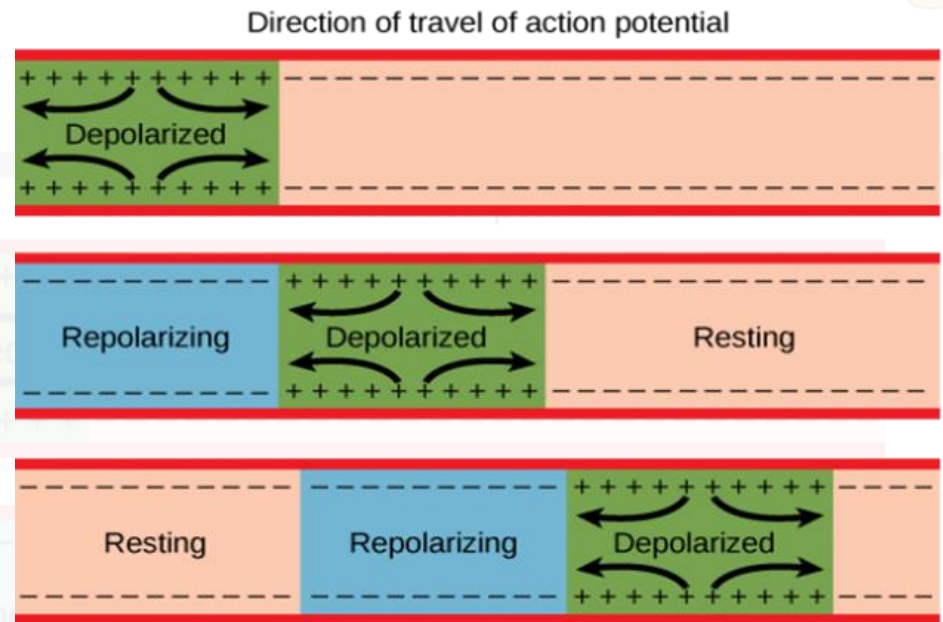 Direction of travel of action potential
+ + + + + + + + + + – – – – – – – – – – – – – – – – – – – – – – – – – – –
Depolarized
+ + + + + + + + + + – – – – – – – – – – – – – – – – – – – – – – – – – – –
– – – – – – – – – – – + + + + + + + + + + – – – – – – – – – – – – – – – –
Repolarizing Depolarized Resting
– – – – – – – – – – – + + + + + + + + + + – – – – – – – – – – – – – – – –
– – – – – – – – – – – – – – – – – – – – – – + + + + + + + + + + – – – –
Resting Repolarizing Depolarized
– – – – – – – – – – – – – – – – – – – – – – + + + + + + + + + + – – – –